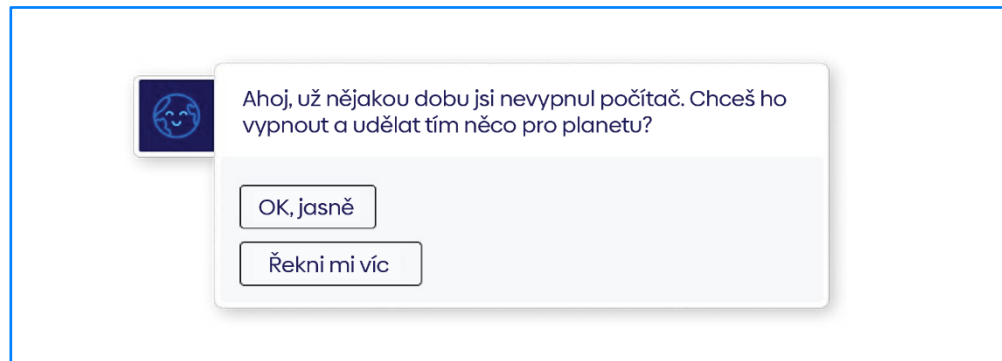 Ahoj, už nějakou dobu jsi nevypnul počítač. Chceš ho
vypnout a udělat tím něco pro planetu?
OK, jasně
Řekni mi víc